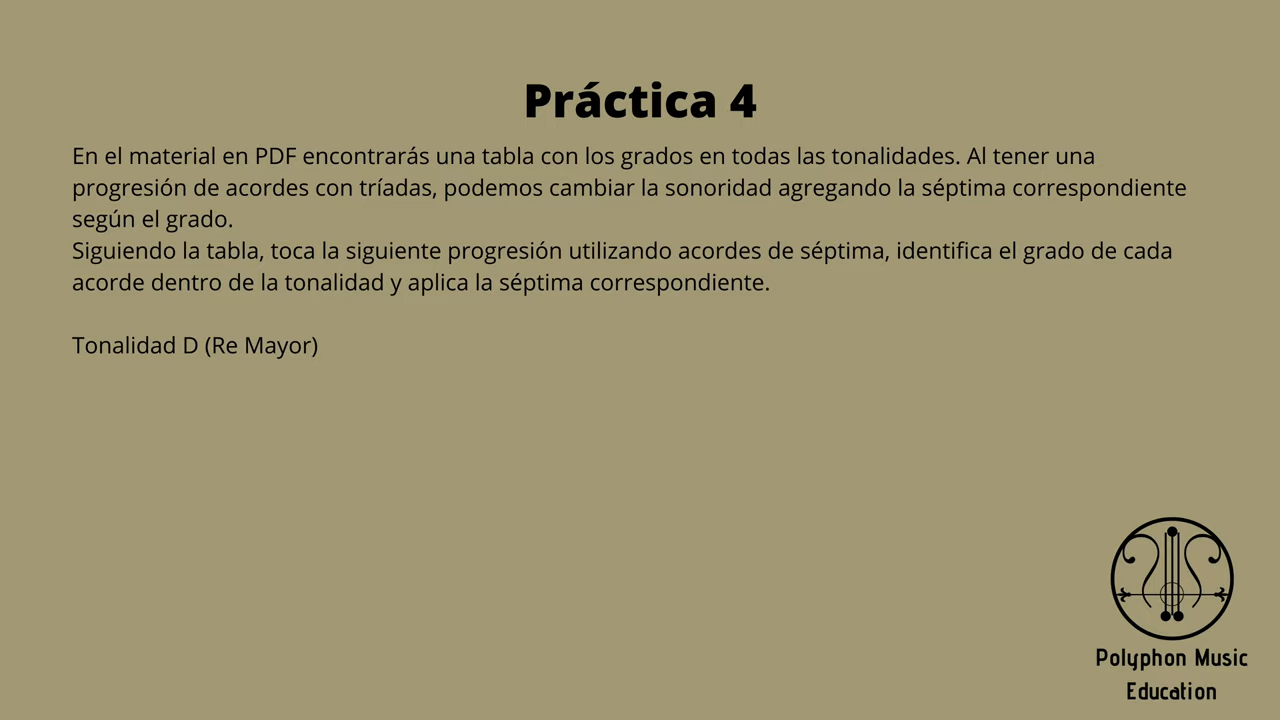 Práctica 4
En el material en PDF encontrarás una tabla con los grados en todas las tonalidades. Al tener una
progresión de acordes con tríadas, podemos cambiar la sonoridad agregando la séptima correspondiente
según el grado.
Siguiendo la tabla, toca la siguiente progresión utilizando acordes de séptima, identifica el grado de cada
acorde dentro de la tonalidad y aplica la séptima correspondiente.
Tonalidad D (Re Mayor)
Polyphon Music
Education